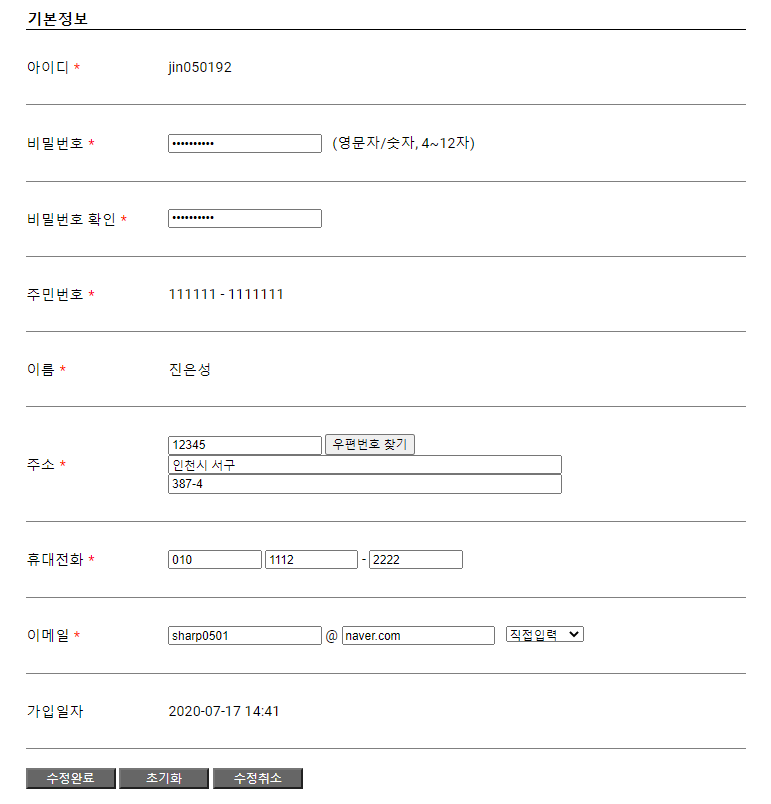 기본정보
아이디 * jin050192
비밀번호 * •••••••••• (영문자/숫자, 4~12자)
비밀번호 확인 * ••••••••••
주민번호 * 111111 - 1111111
이름 * 진은성
12345 우편번호 찾기
주소 * 인천시 서구
387-4
휴대전화 * 010 1112 - 2222
이메일 * sharp0501 @ naver.com 직접입력
가입일자 2020-07-17 14:41
수정완료 초기화 수정취소